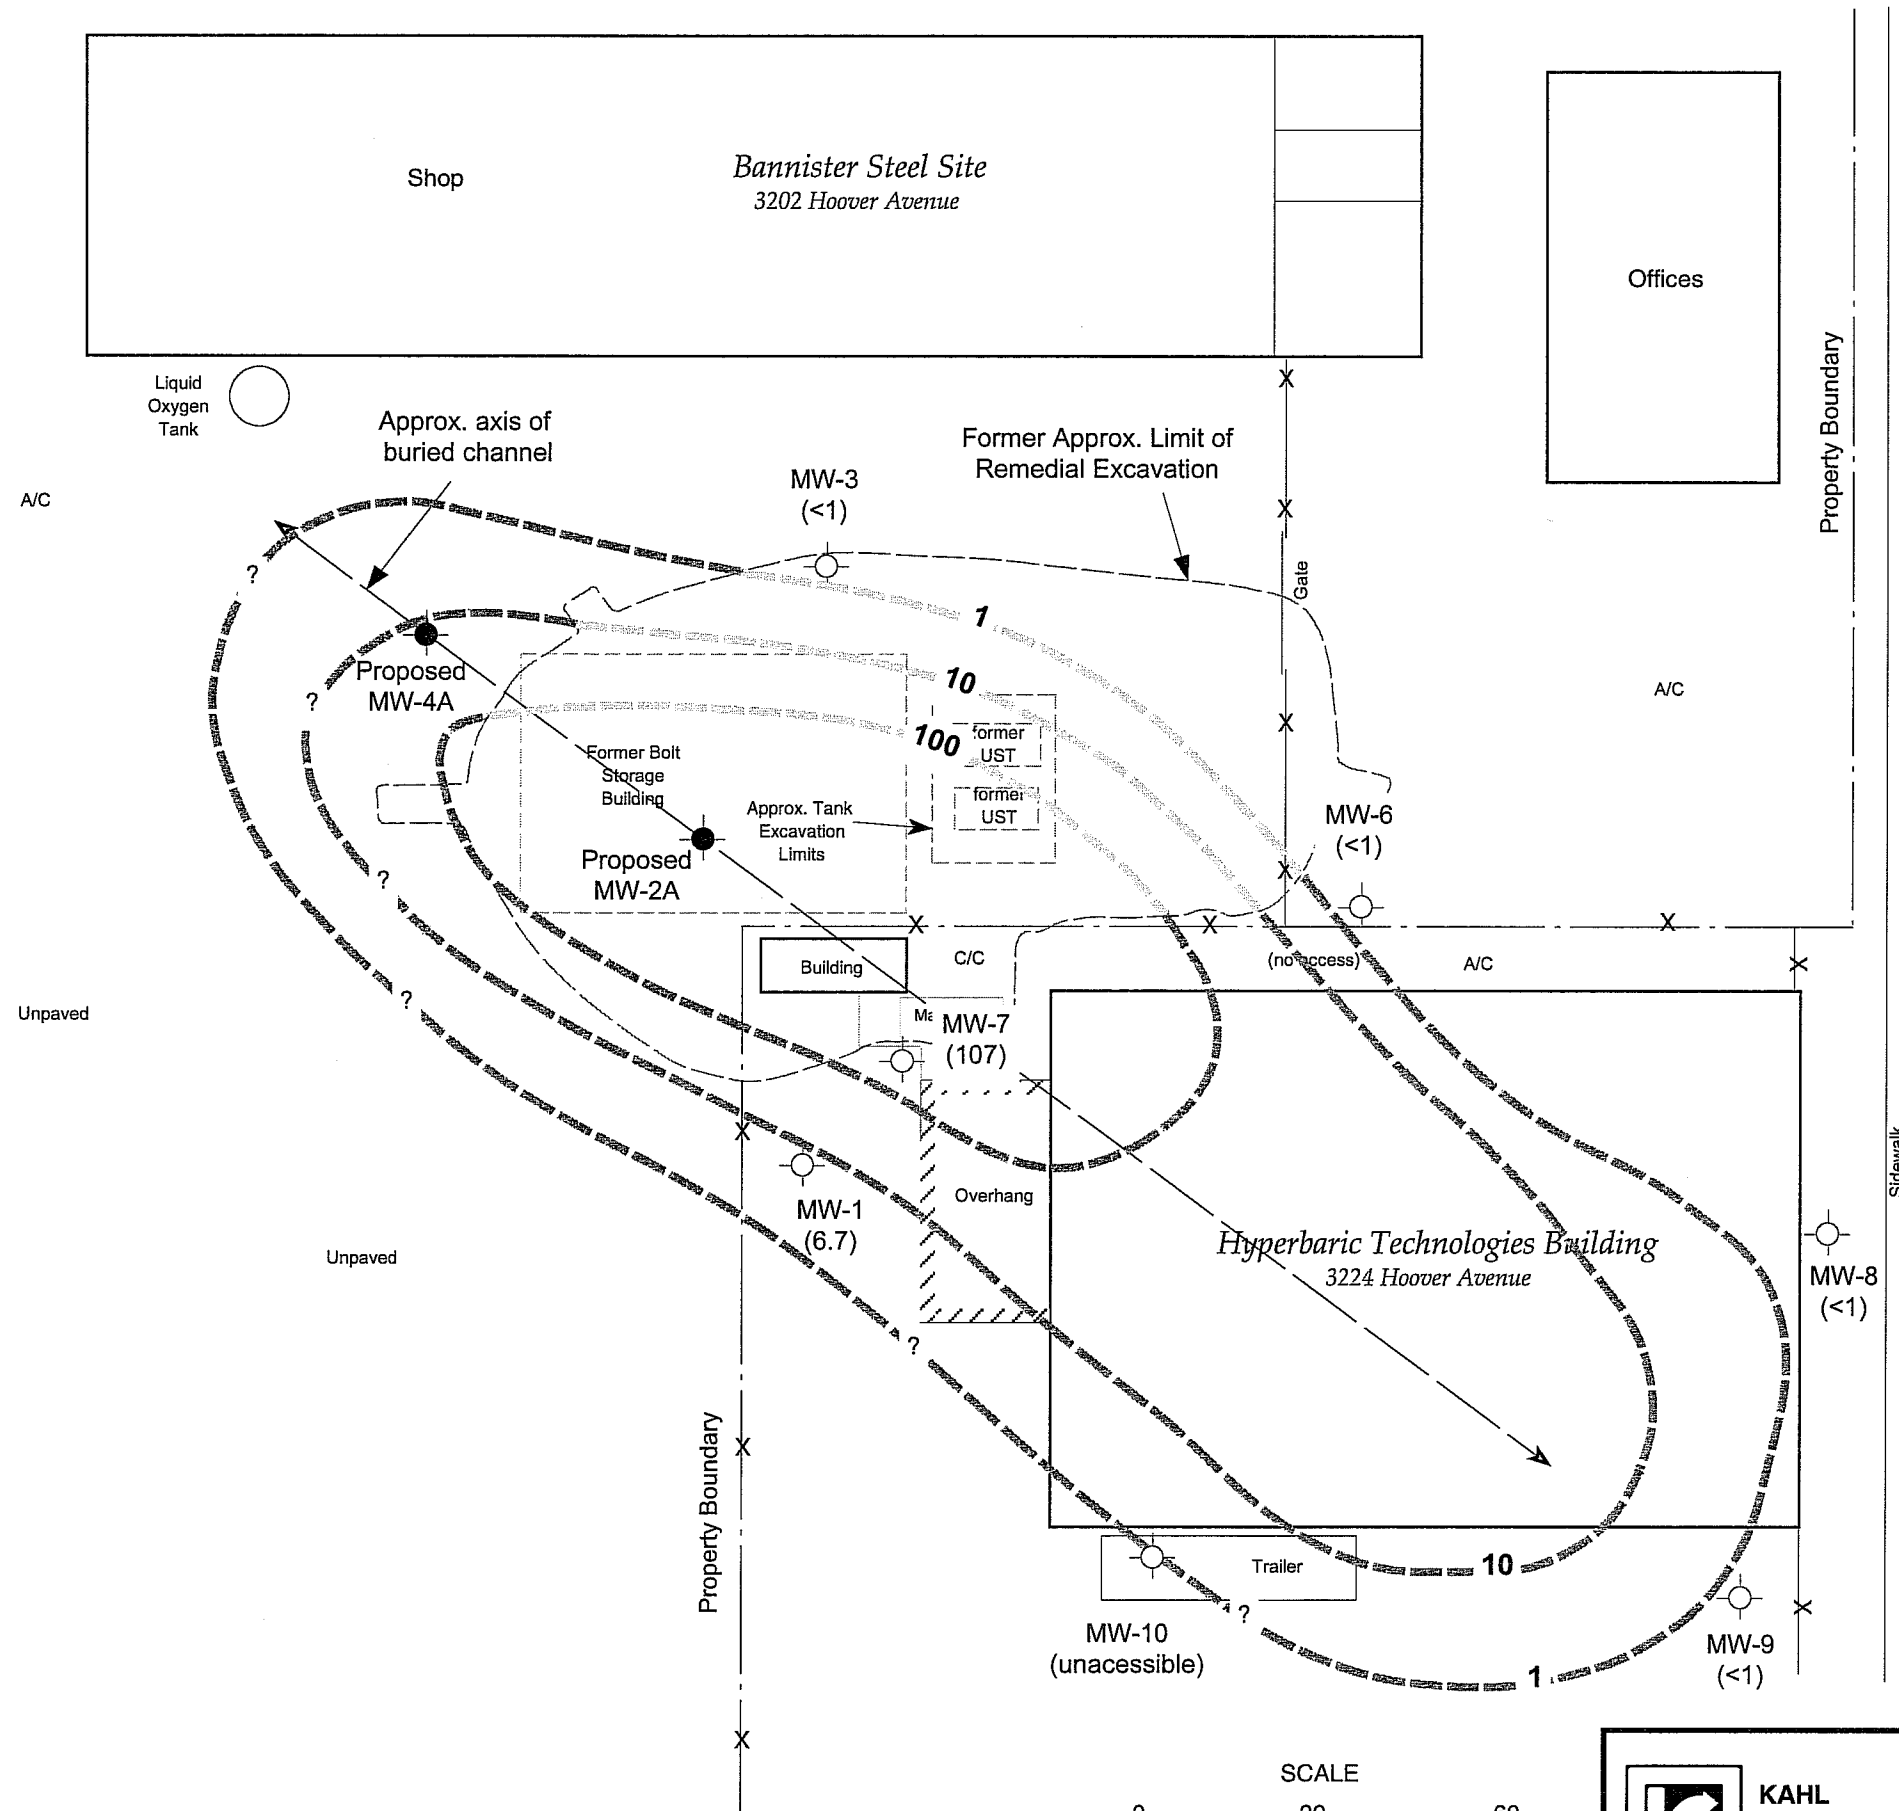 Shop
Bannister Steel Site
3202 Hoover Avenue
Offices
Property Boundary
Liquid
Oxygen
Tank
Approx. axis of
buried channel
Former Approx. Limit of
Remedial Excavation
MW-3
(<1)
A/C
X
X
?
Gate
1
Proposed
MW-4A
10
A/C
?
100
former
UST
X
Former Bolt
Storage
Building
former
UST
Approx. Tank
Excavation
Limits
MW-6
(<1)
Proposed
MW-2A
?
X
X
X
X
Building
C/C
(no access)
A/C
X
?
Unpaved
MW-7
(107)
X
X
Sidewalk
Overhang
MW-1
(6.7)
Unpaved
Hyperbaric Technologies Building
3224 Hoover Avenue
MW-8
(<1)
?
Property Boundary
X
10
Trailer
?
X
MW-10
(unacessible)
MW-9
(<1)
1
X
SCALE
KAHL